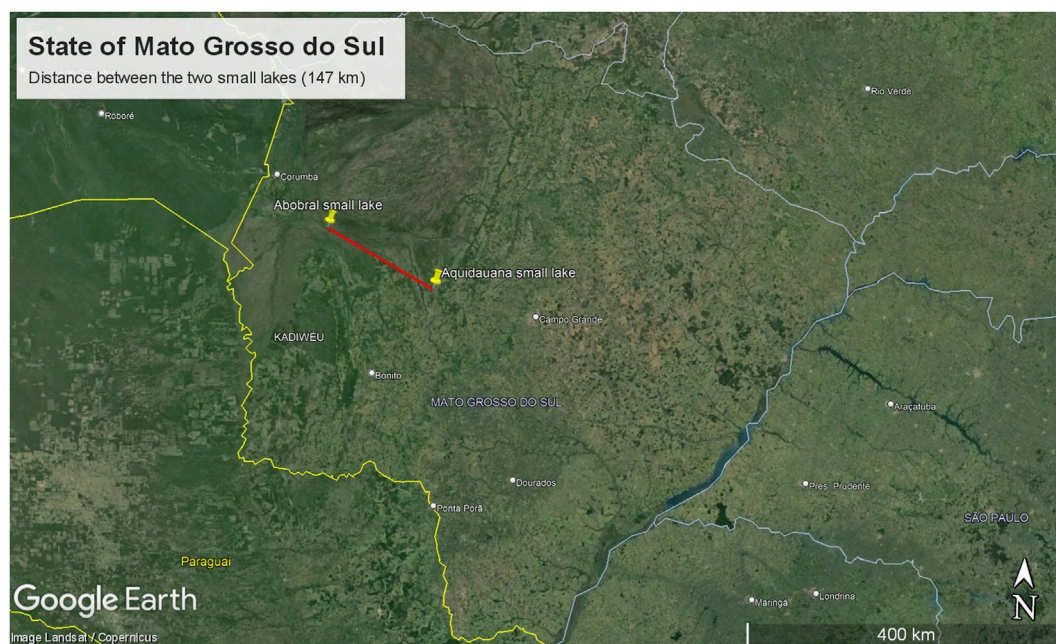 State of Mato Grosso do Sul
Distance between the two small lakes (147 km)
Roboré
Rio Verde
Corumbá
Abobral small lake
Aquidauana small lake
Campo Grande
KADIWÉU
Bonito
MATO GROSSO DO SUL
Araçatuba
Dourados
Pres. Prudente
Ponta Porã
SÃO PAULO
Paraguai
Google Earth
Maringá
Londrina
N
400 km
Image Landsat / Copernicus